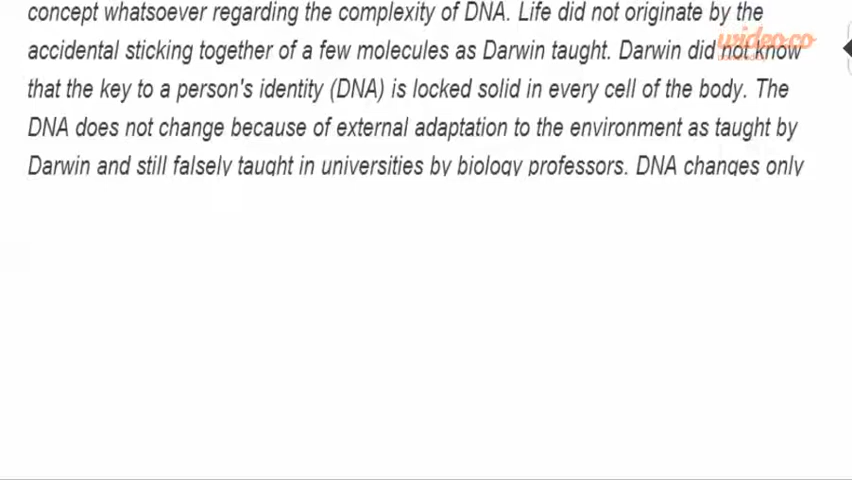 concept whatsoever regarding the complexity of DNA. Life did not originate by the
accidental sticking together of a few molecules as Darwin taught. Darwin did not know
that the key to a person's identity (DNA) is locked solid in every cell of the body. The
DNA does not change because of external adaptation to the environment as taught by
Darwin and still falsely taught in universities by biology professors. DNA changes only
wideo.co